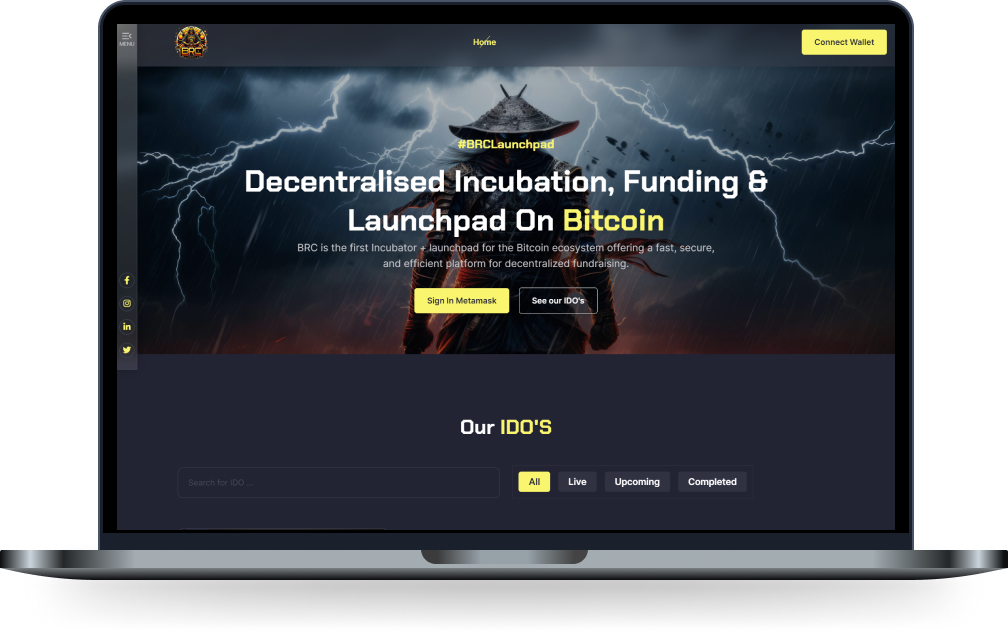 MENU
BRC
Home
Connect Wallet
#BRCLaunchpad
Decentralised Incubation, Funding &
Launchpad On Bitcoin
BRC is the first Incubator + launchpad for the Bitcoin ecosystem offering a fast, secure,
and efficient platform for decentralized fundraising.
Sign In Metamask
See our IDO's
Our IDO'S
Search for IDO ...
All
Live
Upcoming
Completed